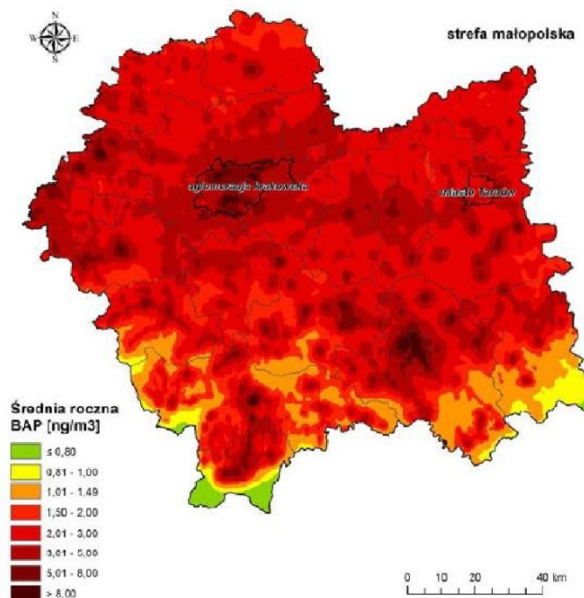 N
W E
S
strefa małopolska
aglomeracja krakowska
miasto Tarnów
Średnia roczna
BAP [ng/m3]
≤ 0,80
0,81 - 1,00
1,01 - 1,49
1,50 - 2,00
2,01 - 3,00
3,01 - 5,00
5,01 - 8,00
> 8,00
0 10 20 40 km